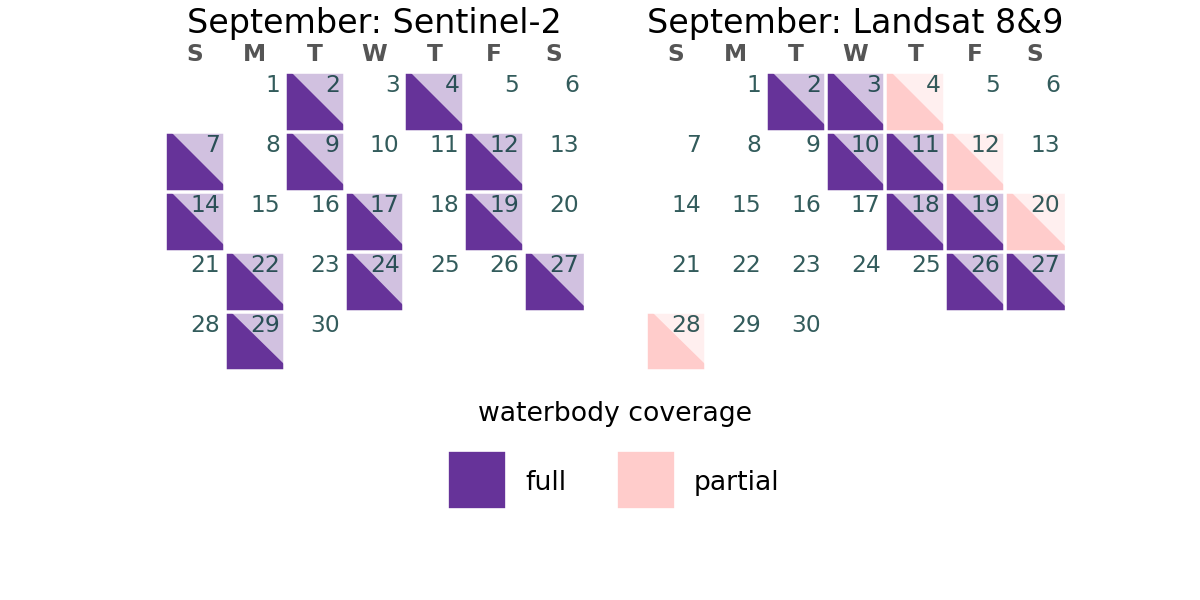 September: Sentinel-2
S M T W T F S
1 2 3 4 5 6
7 8 9 10 11 12 13
14 15 16 17 18 19 20
21 22 23 24 25 26 27
28 29 30
September: Landsat 8&9
S M T W T F S
1 2 3 4 5 6
7 8 9 10 11 12 13
14 15 16 17 18 19 20
21 22 23 24 25 26 27
28 29 30
waterbody coverage
full partial